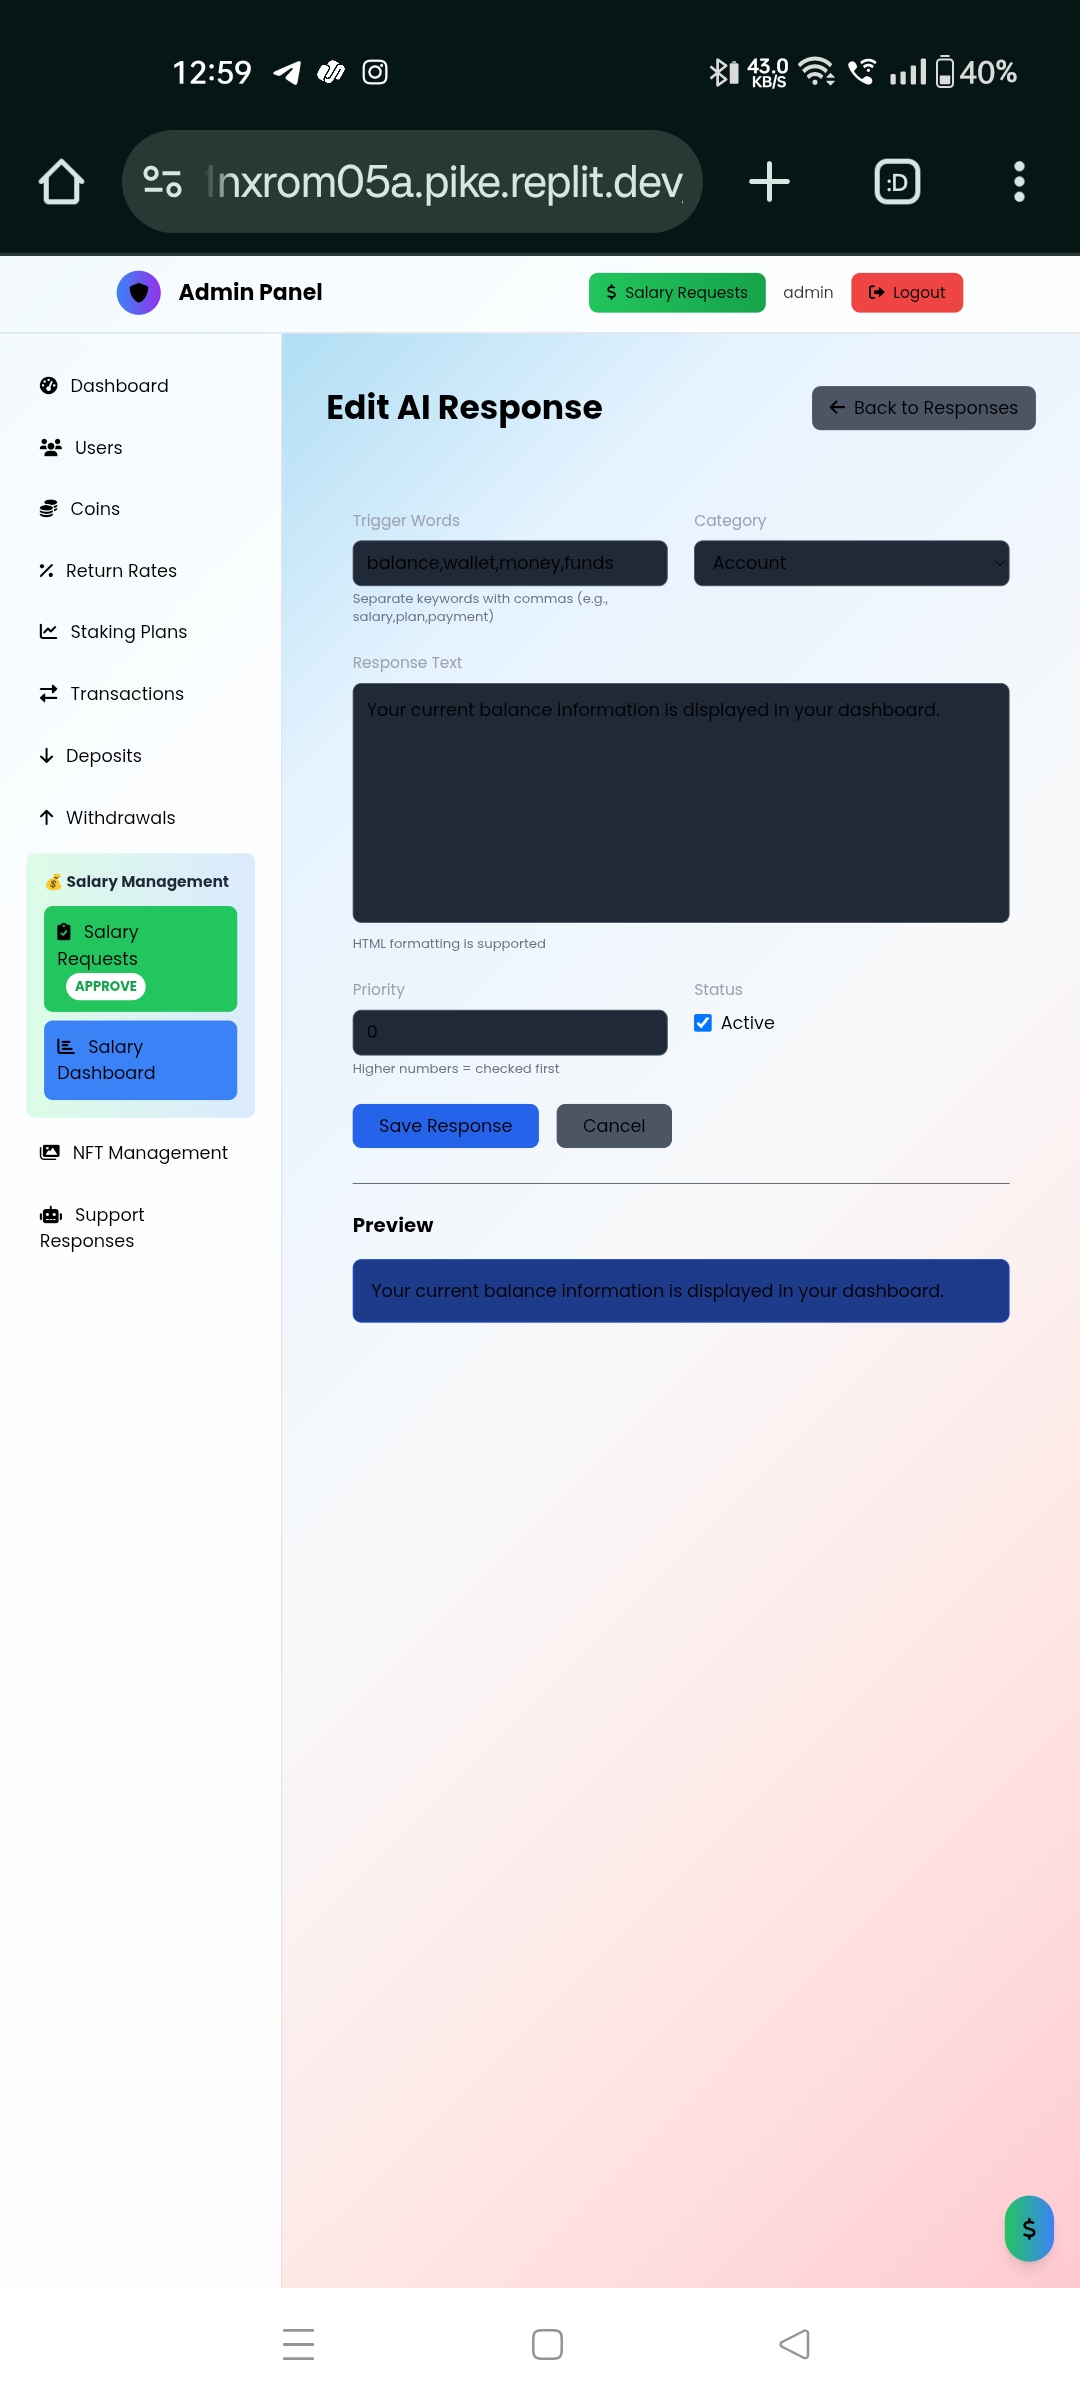 12:59
43.0
KB/S
40%
nxrom05a.pike.replit.dev
:D
Admin Panel
$ Salary Requests
admin
Logout
Dashboard
Users
Coins
Return Rates
Staking Plans
Transactions
Deposits
Withdrawals
💰 Salary Management
Salary
Requests
APPROVE
Salary
Dashboard
NFT Management
Support
Responses
Edit AI Response
Back to Responses
Trigger Words
Category
balance,wallet,money,funds
Account
Separate keywords with commas (e.g.,
salary,plan,payment)
Response Text
Your current balance information is displayed in your dashboard.
HTML formatting is supported
Priority
Status
0
Active
Higher numbers = checked first
Save Response
Cancel
Preview
Your current balance information is displayed in your dashboard.
$